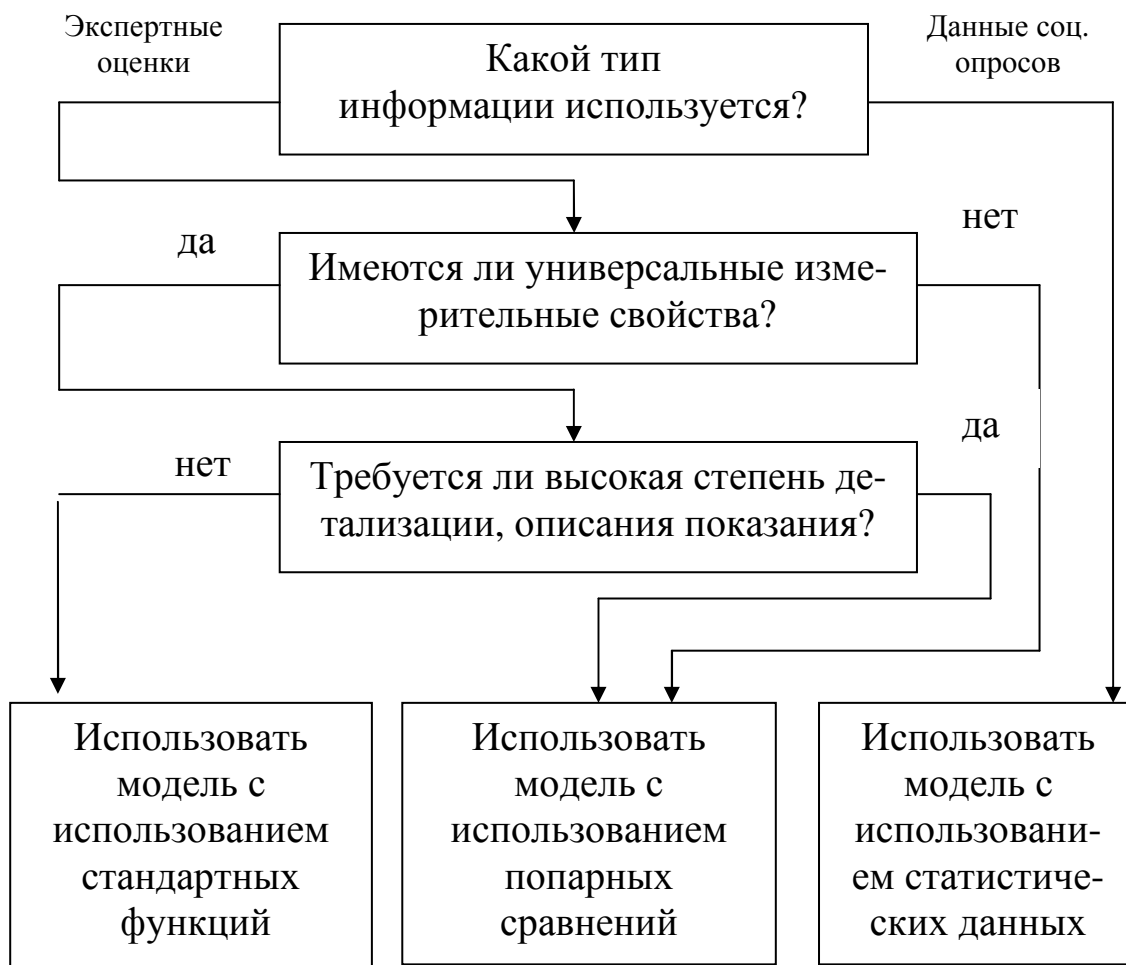 Экспертные
оценки
Какой тип
информации используется?
Данные соц.
опросов
да
Имеются ли универсальные изме-
рительные свойства?
нет
нет
Требуется ли высокая степень де-
тализации, описания показания?
да
Использовать
модель с
использованием
стандартных
функций
Использовать
модель с
использованием
попарных
сравнений
Использовать
модель с
использовани-
ем статистиче-
ских данных